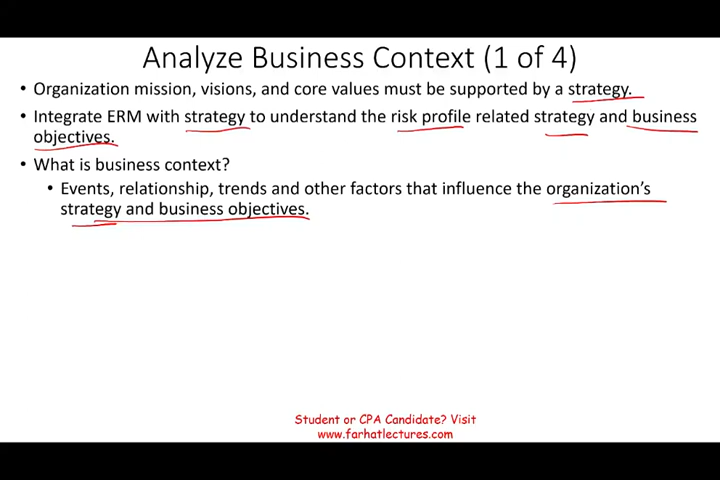 Analyze Business Context (1 of 4)
• Organization mission, visions, and core values must be supported by a strategy.
• Integrate ERM with strategy to understand the risk profile related strategy and business
objectives.
• What is business context?
• Events, relationship, trends and other factors that influence the organization's
strategy and business objectives.
Student or CPA Candidate? Visit
www.farhatlectures.com